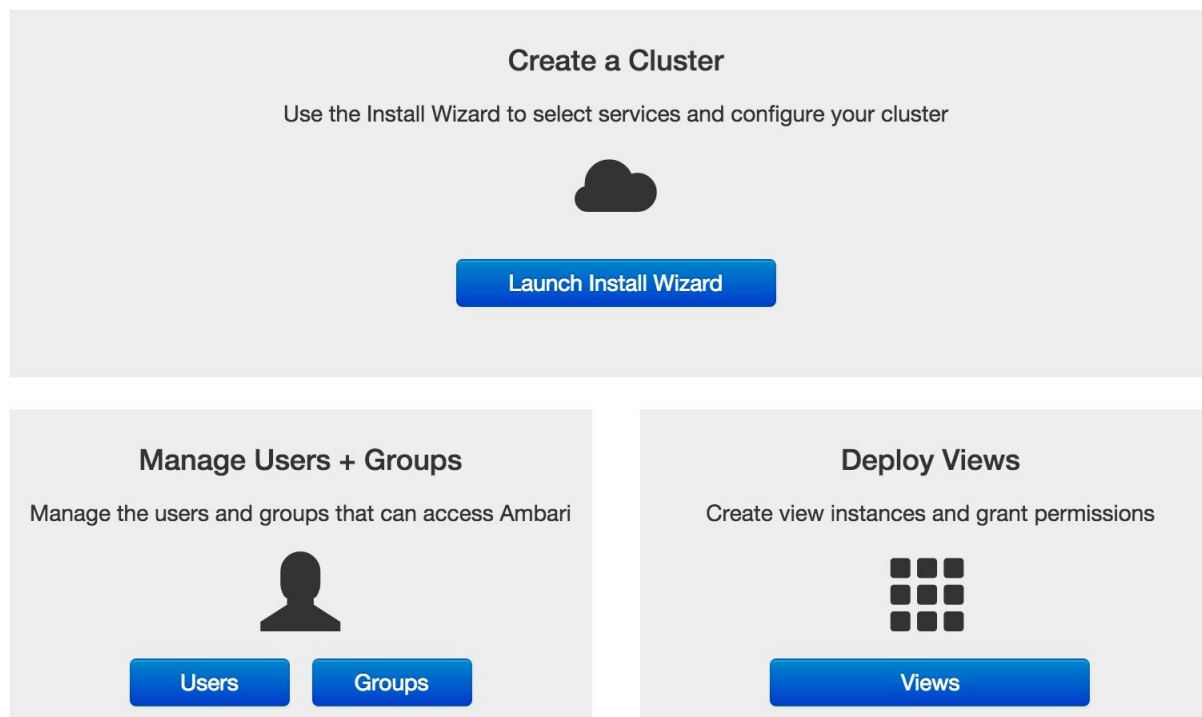 Create a Cluster
Use the Install Wizard to select services and configure your cluster
Launch Install Wizard
Manage Users + Groups
Manage the users and groups that can access Ambari
Users
Groups
Deploy Views
Create view instances and grant permissions
Views